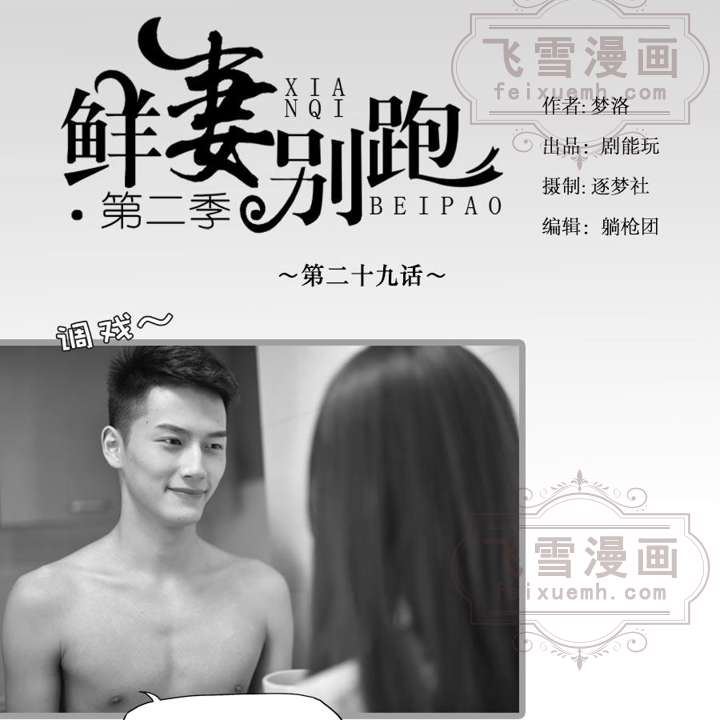 飞雪漫画
feixuemh.com
鲜妻别跑
XIA
NQI
BEIPAO
·第二季
作者:梦洛
出品：剧能玩
摄制:逐梦社
编辑：躺枪团
～第二十九话～
调戏～
飞雪漫画
feixuemh.com